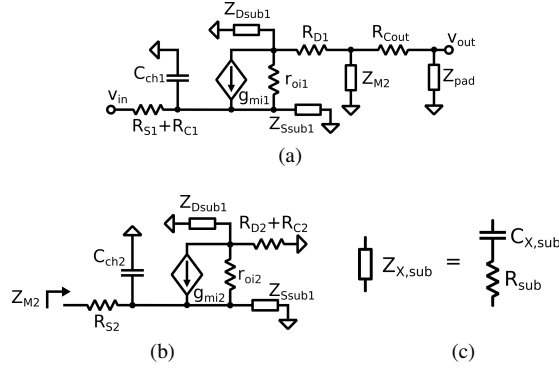 Z_Dsub1
R_D1
R_Cout
v_out
C_ch1
g_mi1
r_oi1
Z_M2
Z_pad
v_in
R_S1+R_C1
Z_Ssub1
(a)
Z_Dsub1
R_D2+R_C2
C_ch2
g_mi2
r_oi2
Z_M2
R_S2
Z_Ssub1
(b)
Z_X,sub = C_X,sub
R_sub
(c)